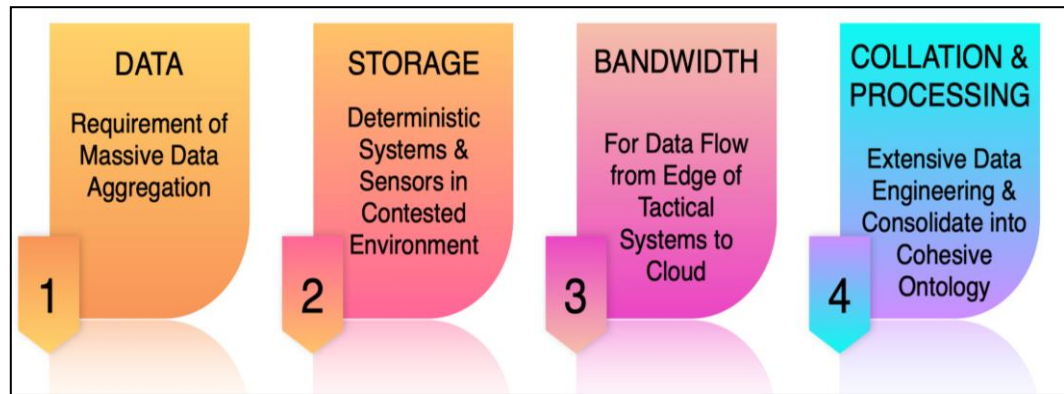 DATA
Requirement of
Massive Data
Aggregation
1
STORAGE
Deterministic
Systems &
Sensors in
Contested
Environment
2
BANDWIDTH
For Data Flow
from Edge of
Tactical
Systems to
Cloud
3
COLLATION &
PROCESSING
Extensive Data
Engineering &
Consolidate into
Cohesive
Ontology
4